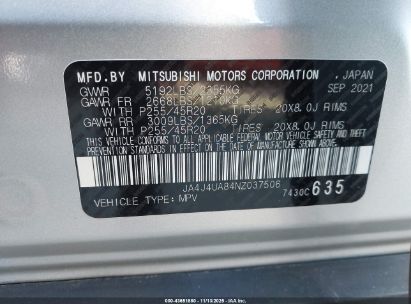 MFD.BY MITSUBISHI MOTORS CORPORATION , JAPAN
GVWR 5192LBS/2355KG SEP 2021
GAWR FR 2668LBS/1210KG
WITH P255/45R20 TIRES 20X8.0J RIMS
GAWR RR 3009LBS/1365KG
WITH P255/45R20 TIRES 20X8.0J RIMS
THIS VEHICLE CONFORMS TO ALL APPLICABLE FEDERAL
MOTOR VEHICLE SAFETY, BUMPER AND THEFT
PREVENTION STANDARDS IN EFFECT ON THE DATE OF
MANUFACTURE SHOWN ABOVE.
JA4J4UA84NZ037506
VEHICLE TYPE: MPV 7430C635